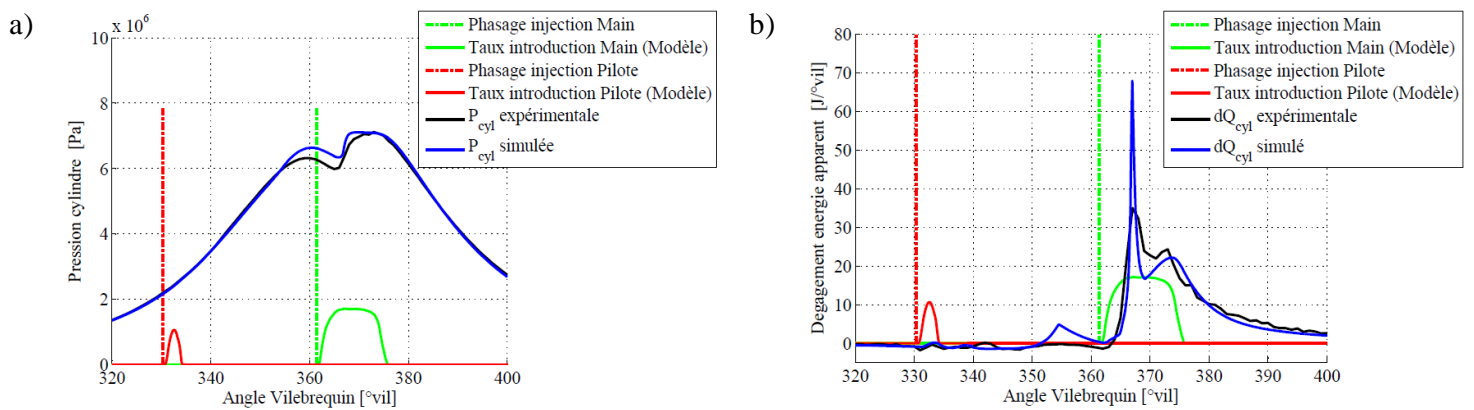 a)
x 10⁶
Phasage injection Main
Taux introduction Main (Modèle)
Phasage injection Pilote
Taux introduction Pilote (Modèle)
P_cyl expérimentale
P_cyl simulée
Pression cylindre [Pa]
10
8
6
4
2
0
320 340 360 380 400
Angle Vilebrequin [°vil]
b)
Phasage injection Main
Taux introduction Main (Modèle)
Phasage injection Pilote
Taux introduction Pilote (Modèle)
dQ_cyl expérimentale
dQ_cyl simulé
Degagement energie apparent [J/°vil]
80
70
60
50
40
30
20
10
0
-5
320 330 340 350 360 370 380 390 400
Angle Vilebrequin [°vil]